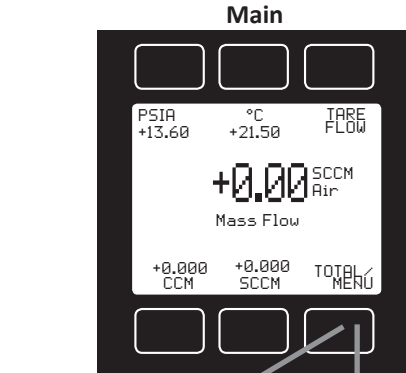 Main
PSIA °C TARE
+13.60 +21.50 FLOW
+0.00 SCCM
Air
Mass Flow
+0.000 +0.000 TOTAL/
CCM SCCM MENU